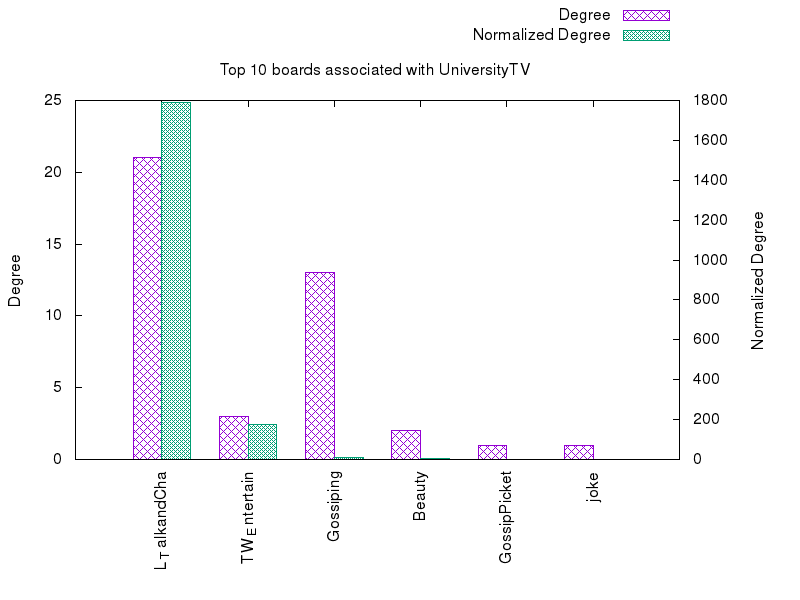 Degree
Normalized Degree
Top 10 boards associated with UniversityTV
25
20
15
10
5
0
1800
1600
1400
1200
1000
800
600
400
200
0
Degree
Normalized Degree
LTalkandCha
TWEntertain
Gossiping
Beauty
GossipPicket
joke